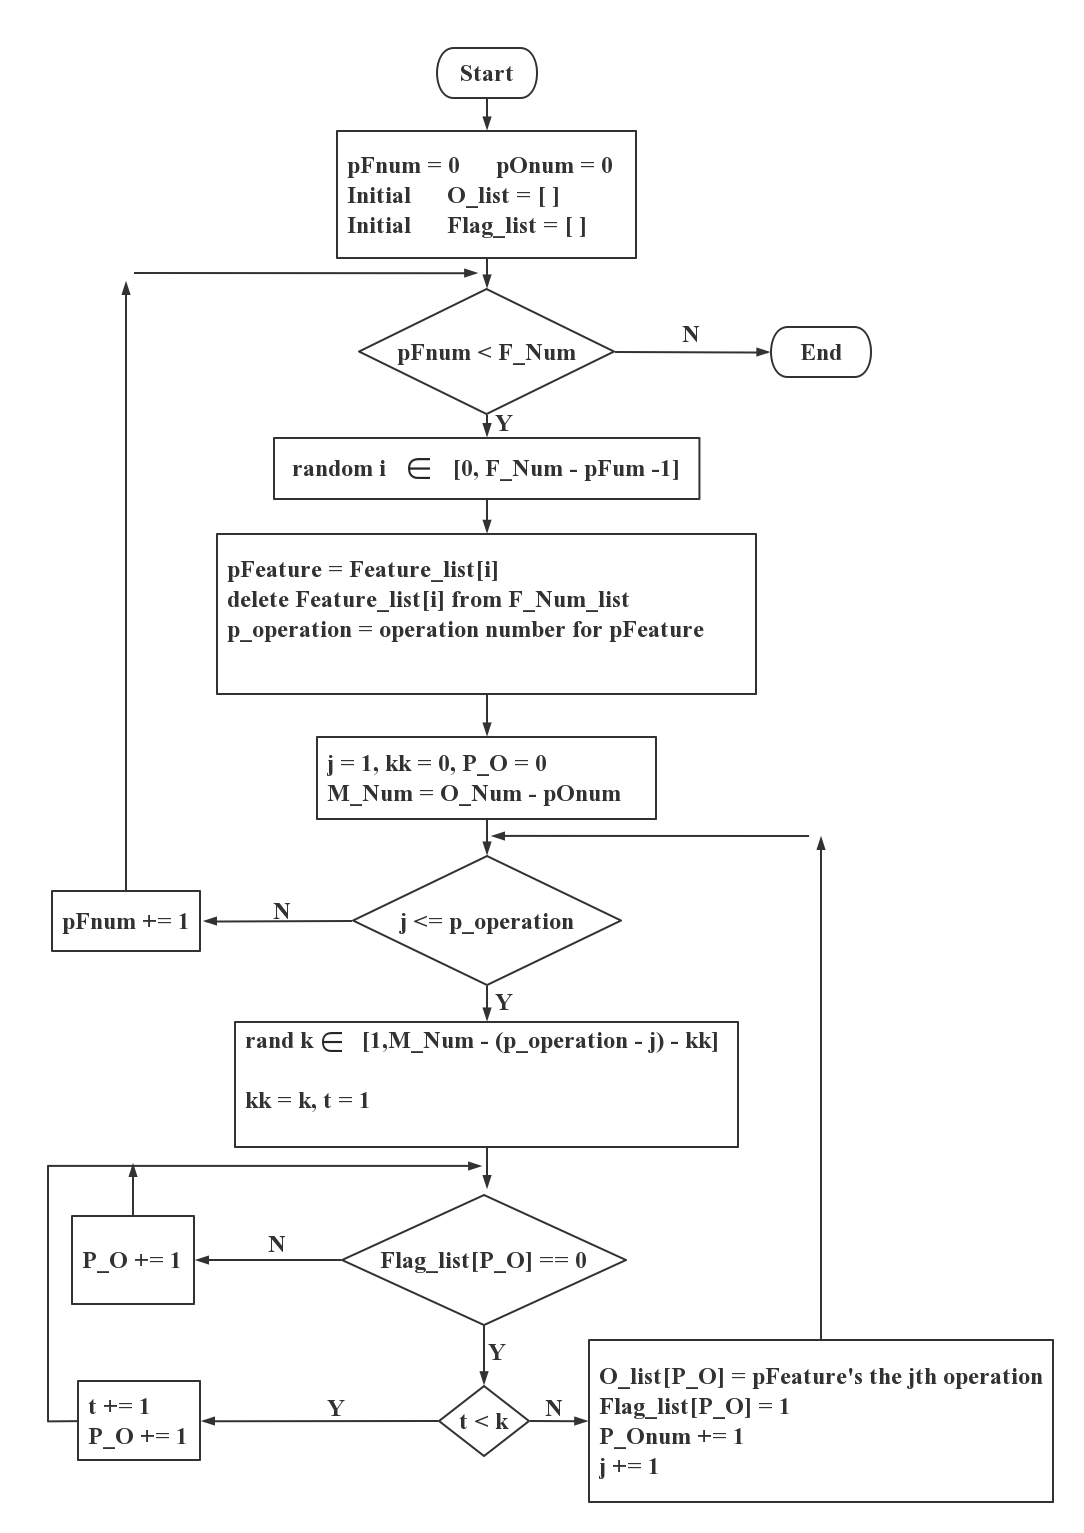 Start
pFnum = 0 pOnum = 0
Initial O_list = [ ]
Initial Flag_list = [ ]
pFnum < F_Num
N
End
Y
random i ∈ [0, F_Num - pFum -1]
pFeature = Feature_list[i]
delete Feature_list[i] from F_Num_list
p_operation = operation number for pFeature
j = 1, kk = 0, P_O = 0
M_Num = O_Num - pOnum
pFnum += 1
N
j <= p_operation
Y
rand k ∈ [1,M_Num - (p_operation - j) - kk]
kk = k, t = 1
P_O += 1
N
Flag_list[P_O] == 0
Y
t += 1
P_O += 1
Y
t < k
N
O_list[P_O] = pFeature's the jth operation
Flag_list[P_O] = 1
P_Onum += 1
j += 1